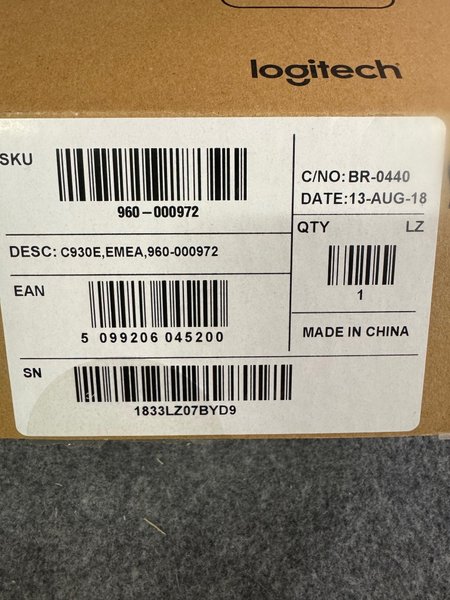 logitech
SKU
960-000972
C/NO: BR-0440
DATE:13-AUG-18
DESC: C930E,EMEA,960-000972
QTY LZ
1
EAN
5 099206 045200
MADE IN CHINA
SN
1833LZ07BYD9